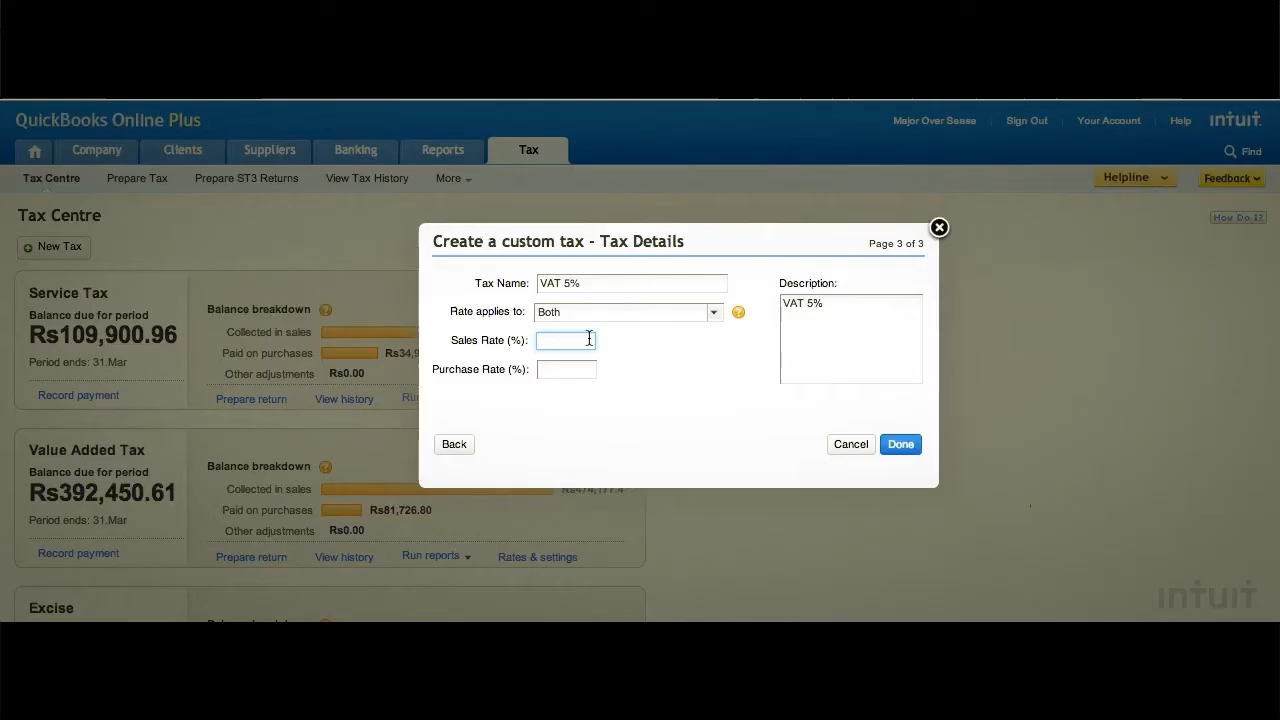 QuickBooks Online Plus
Major Over Sease
Sign Out
Your Account
Help
INTUIT.
Company
Clients
Suppliers
Banking
Reports
Tax
Find
Tax Centre
Prepare Tax
Prepare ST3 Returns
View Tax History
More
Helpline
Feedback
Tax Centre
How Do I?
New Tax
Create a custom tax - Tax Details
Page 3 of 3
Tax Name:
VAT 5%
Description:
VAT 5%
Rate applies to:
Both
Sales Rate (%):
Purchase Rate (%):
Back
Cancel
Done
Service Tax
Balance due for period
Rs109,900.96
Period ends: 31.Mar
Record payment
Balance breakdown
Collected in sales
Paid on purchases
Other adjustments
Rs0.00
Prepare return
View history
Value Added Tax
Balance due for period
Rs392,450.61
Period ends: 31.Mar
Record payment
Balance breakdown
Collected in sales
Paid on purchases
Rs81,726.80
Other adjustments
Rs0.00
Prepare return
View history
Run reports
Rates & settings
Excise
INTUIT